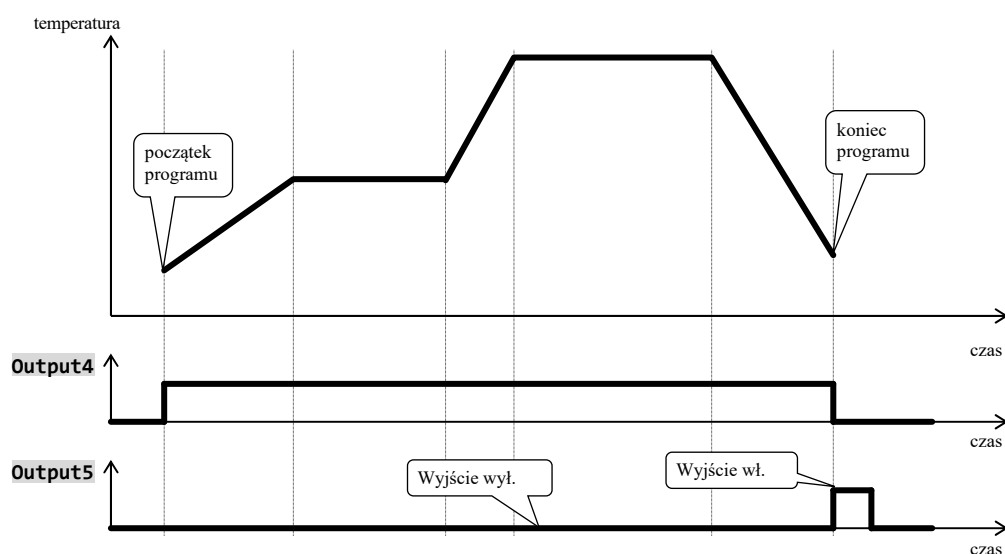 temperatura
początek
programu
koniec
programu
czas
Output4
czas
Output5
Wyjście wył.
Wyjście wł.
czas